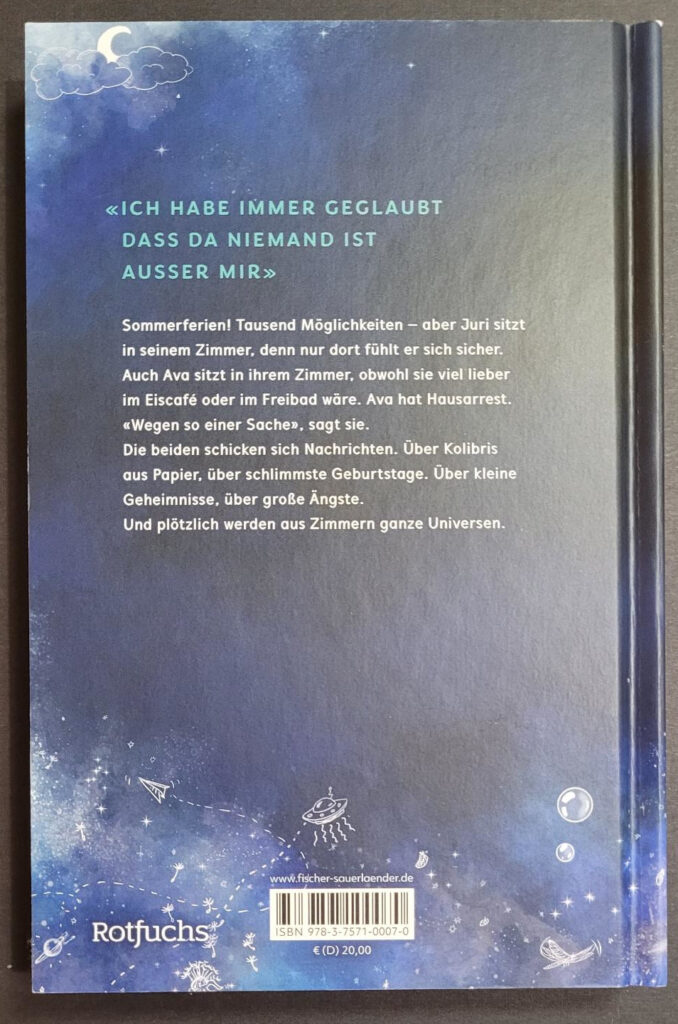 «ICH HABE IMMER GEGLAUBT
DASS DA NIEMAND IST
AUSSER MIR»
Sommerferien! Tausend Möglichkeiten – aber Juri sitzt
in seinem Zimmer, denn nur dort fühlt er sich sicher.
Auch Ava sitzt in ihrem Zimmer, obwohl sie viel lieber
im Eiscafé oder im Freibad wäre. Ava hat Hausarrest.
«Wegen so einer Sache», sagt sie.
Die beiden schicken sich Nachrichten. Über Kolibris
aus Papier, über schlimmste Geburtstage. Über kleine
Geheimnisse, über große Ängste.
Und plötzlich werden aus Zimmern ganze Universen.
www.fischer-sauerlaender.de
Rotfuchs
ISBN 978-3-7571-0007-0
€ (D) 20,00